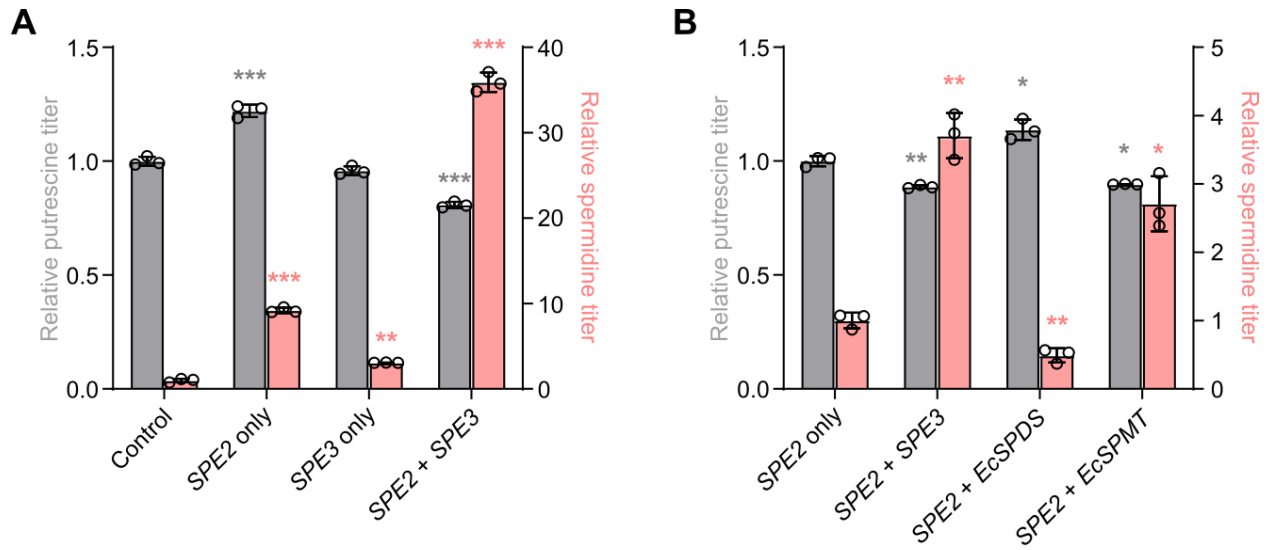 A
Relative putrescine titer
1.5
1.0
0.5
0.0
***
***
***
**
***
40
30
20
10
0
Relative spermidine titer
Control
SPE2 only
SPE3 only
SPE2 + SPE3
B
Relative putrescine titer
1.5
1.0
0.5
0.0
**
**
*
**
*
*
5
4
3
2
1
0
Relative spermidine titer
SPE2 only
SPE2 + SPE3
SPE2 + EcSPDS
SPE2 + EcSPMT